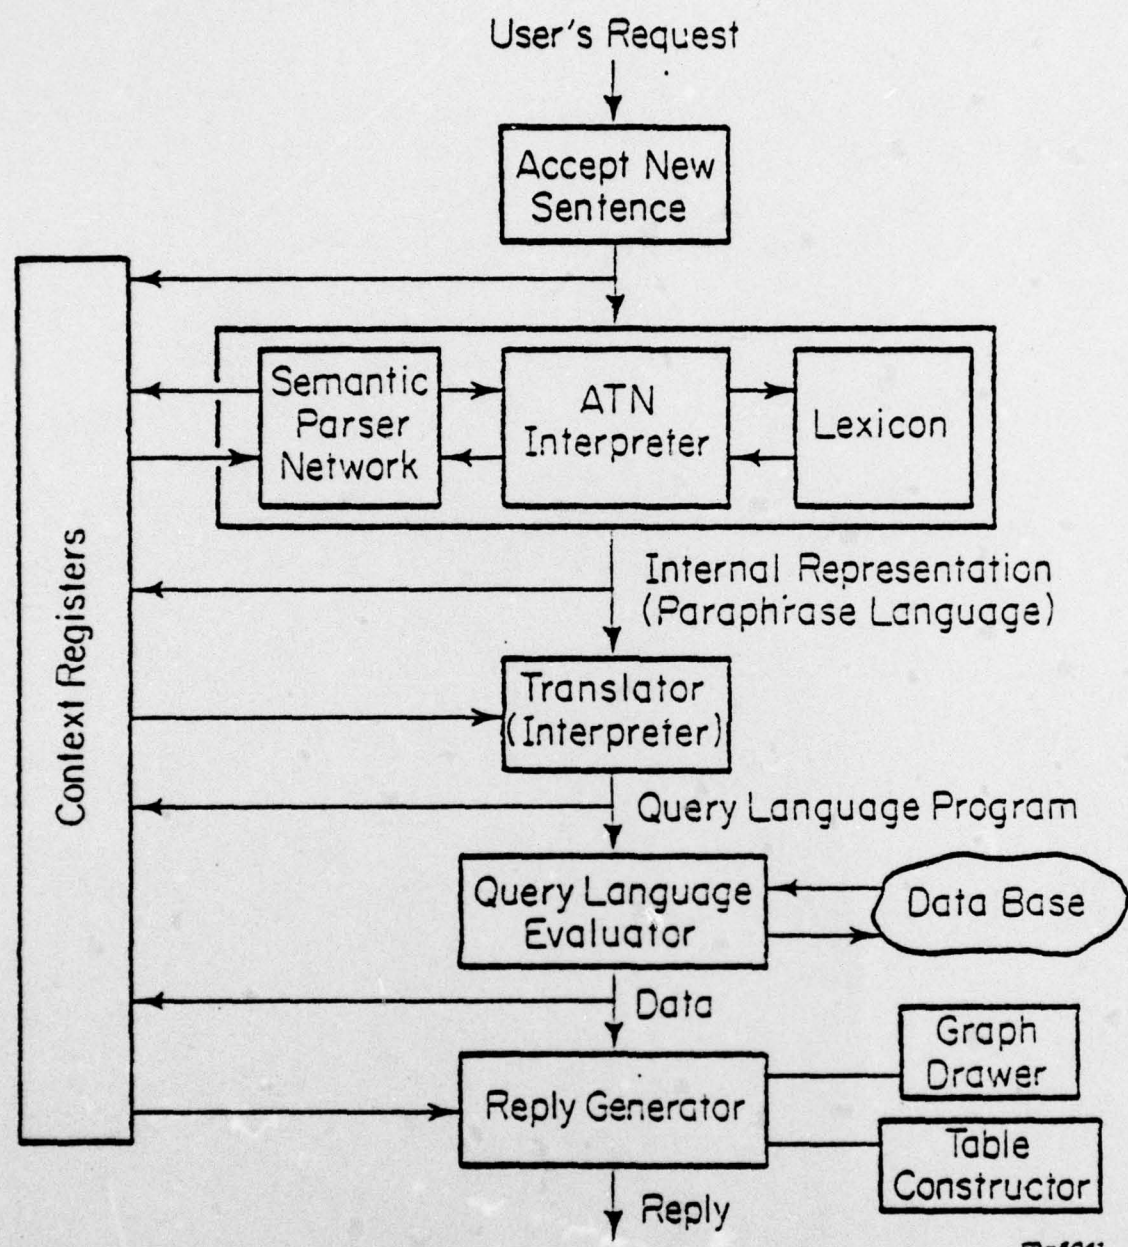 User's Request
Accept New
Sentence
Context Registers
Semantic
Parser
Network
ATN
Interpreter
Lexicon
Internal Representation
(Paraphrase Language)
Translator
(Interpreter)
Query Language Program
Query Language
Evaluator
Data Base
Data
Graph
Drawer
Reply Generator
Table
Constructor
Reply